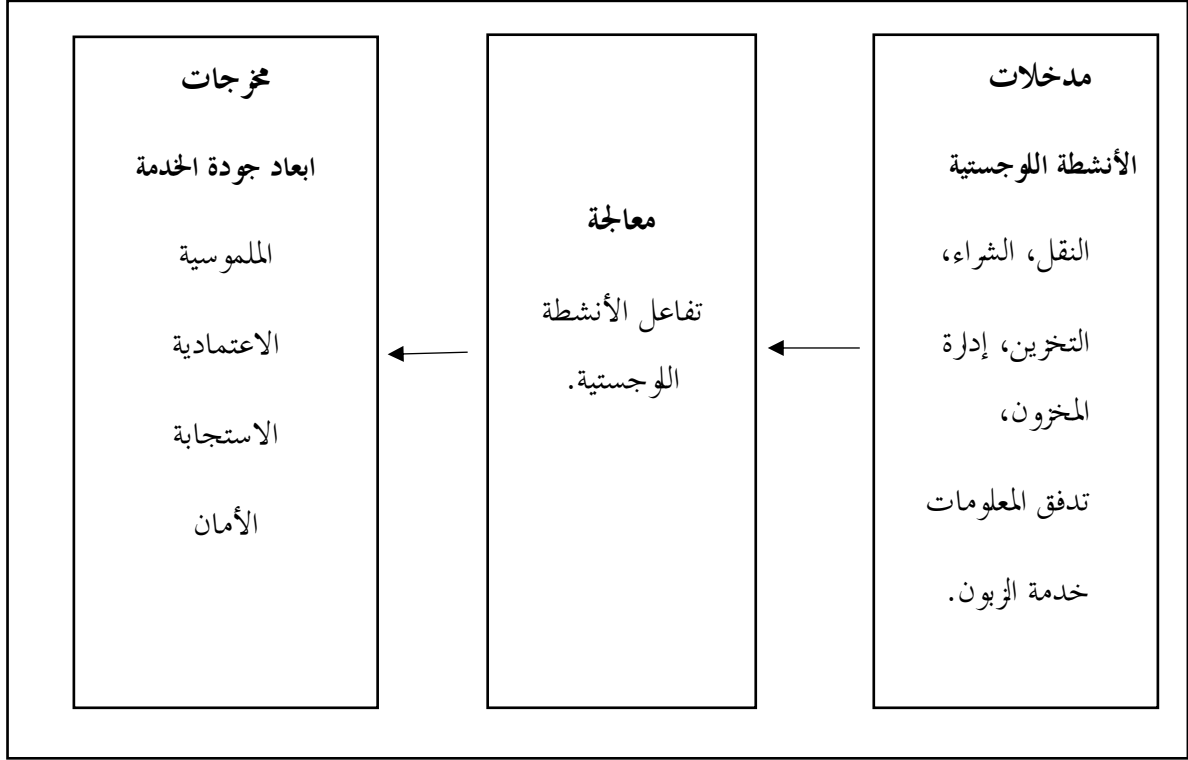 مدخلات
الأنشطة اللوجستية
النقل، الشراء،
التخزين، إدارة
المخزون،
تدفق المعلومات
خدمة الزبون.
معالجة
تفاعل الأنشطة
اللوجستية.
مخرجات
ابعاد جودة الخدمة
الملموسية
الاعتمادية
الاستجابة
الأمان